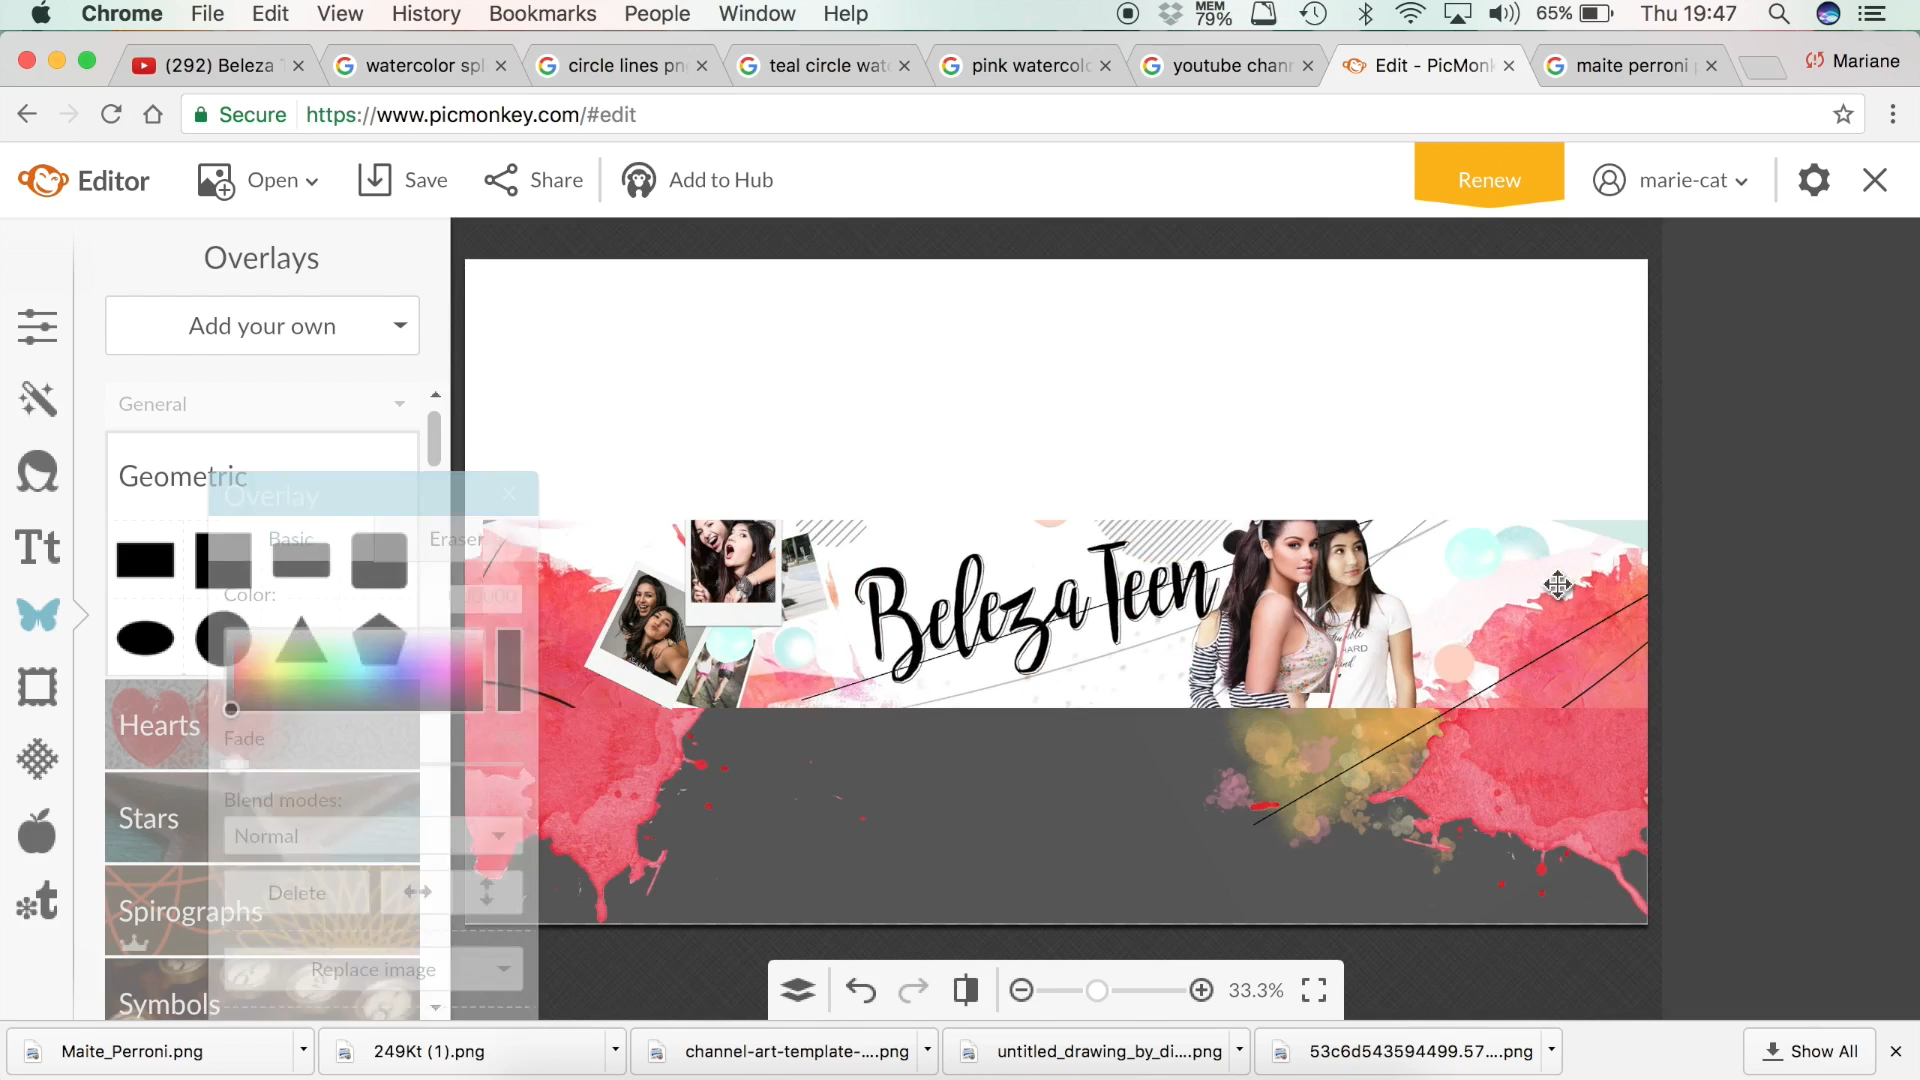 Chrome File Edit View History Bookmarks People Window Help MEM 79% 65% Thu 19:47
(292) Beleza T watercolor spl circle lines pn teal circle wat pink watercol youtube chan Edit - PicMonk maite perroni Mariane
Secure https://www.picmonkey.com/#edit
Editor Open Save Share Add to Hub Renew marie-cat
Overlays
Add your own
General
Geometric
Overlay
Basic Eraser
Color:
Fade
Hearts
Blend modes:
Normal
Stars
Delete
Spirographs
Replace image
Symbols
Tt
t
Beleza Teen
HARD
33.3%
Maite_Perroni.png 249Kt (1).png channel-art-template-....png untitled_drawing_by_di....png 53c6d543594499.57....png Show All